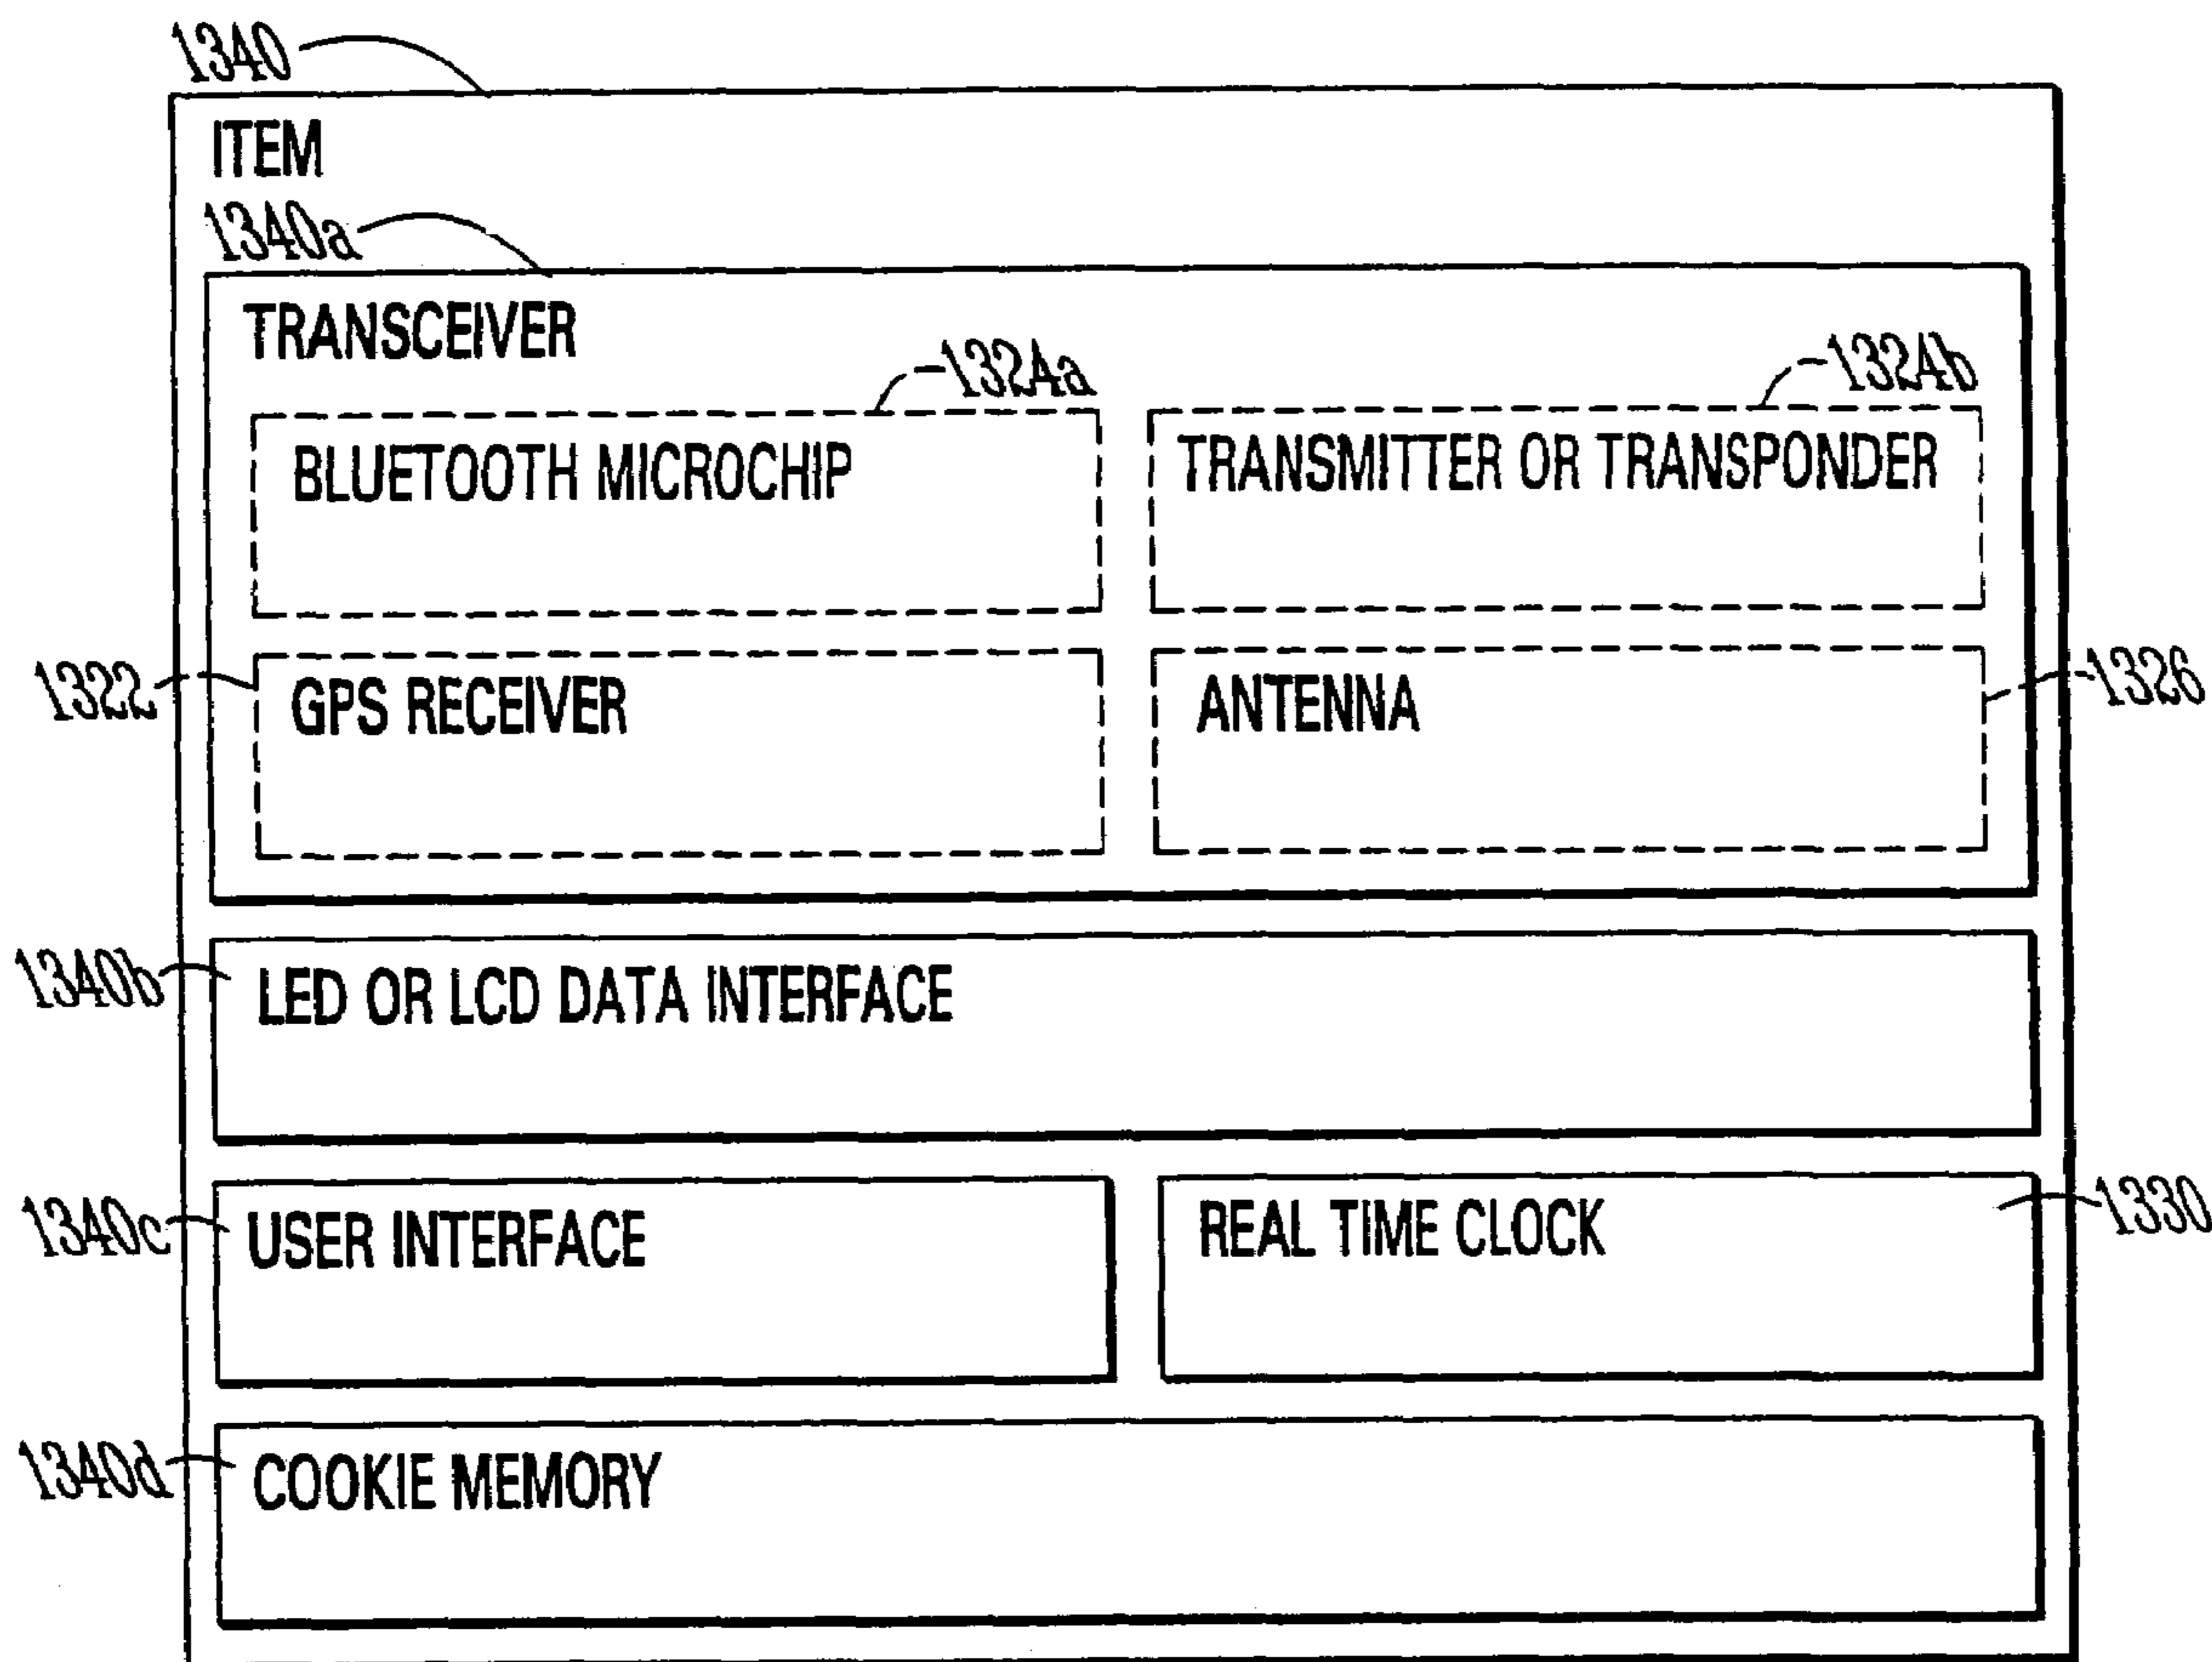 1340
ITEM
1340a
TRANSCEIVER
1324a
1324b
BLUETOOTH MICROCHIP
TRANSMITTER OR TRANSPONDER
1322
GPS RECEIVER
ANTENNA
1326
1340b
LED OR LCD DATA INTERFACE
1340c
USER INTERFACE
REAL TIME CLOCK
1330
1340d
COOKIE MEMORY